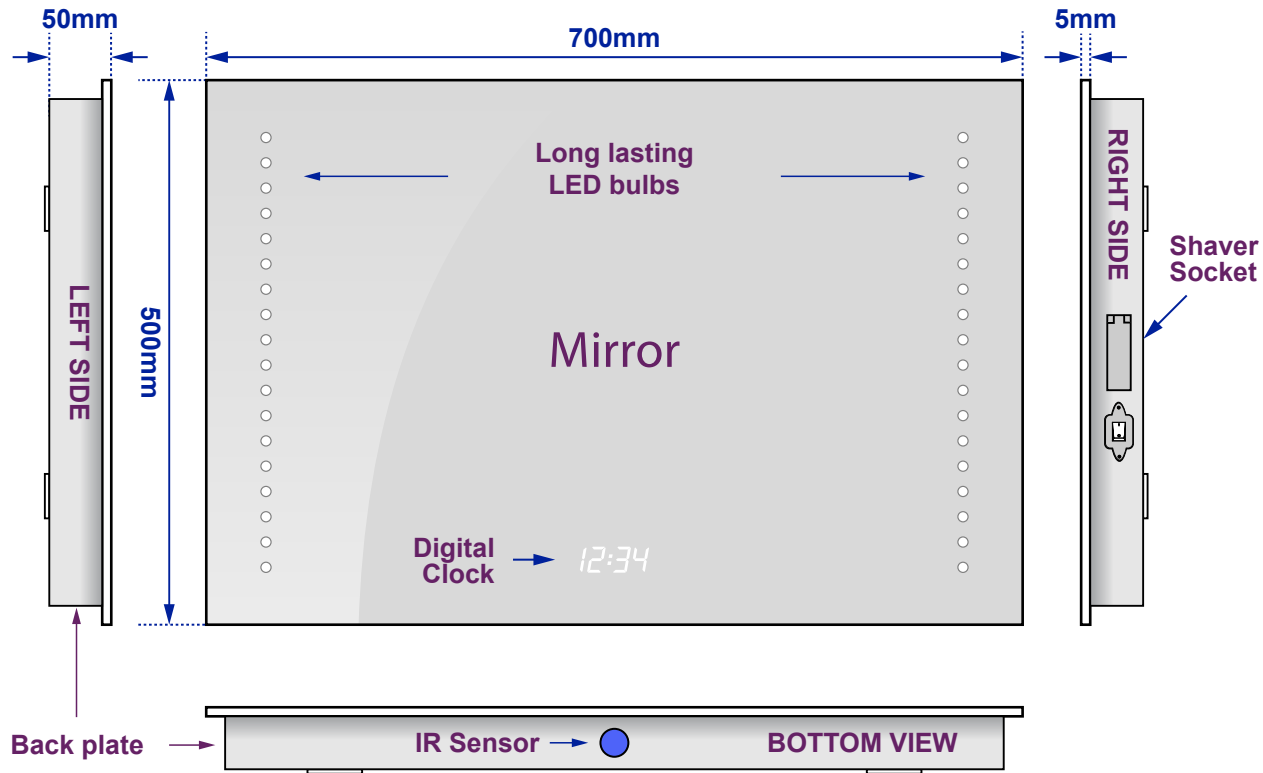 50mm
700mm
5mm
Long lasting
LED bulbs
RIGHT SIDE
Shaver
Socket
LEFT SIDE
500mm
Mirror
Digital
Clock
12:34
Back plate
IR Sensor
BOTTOM VIEW